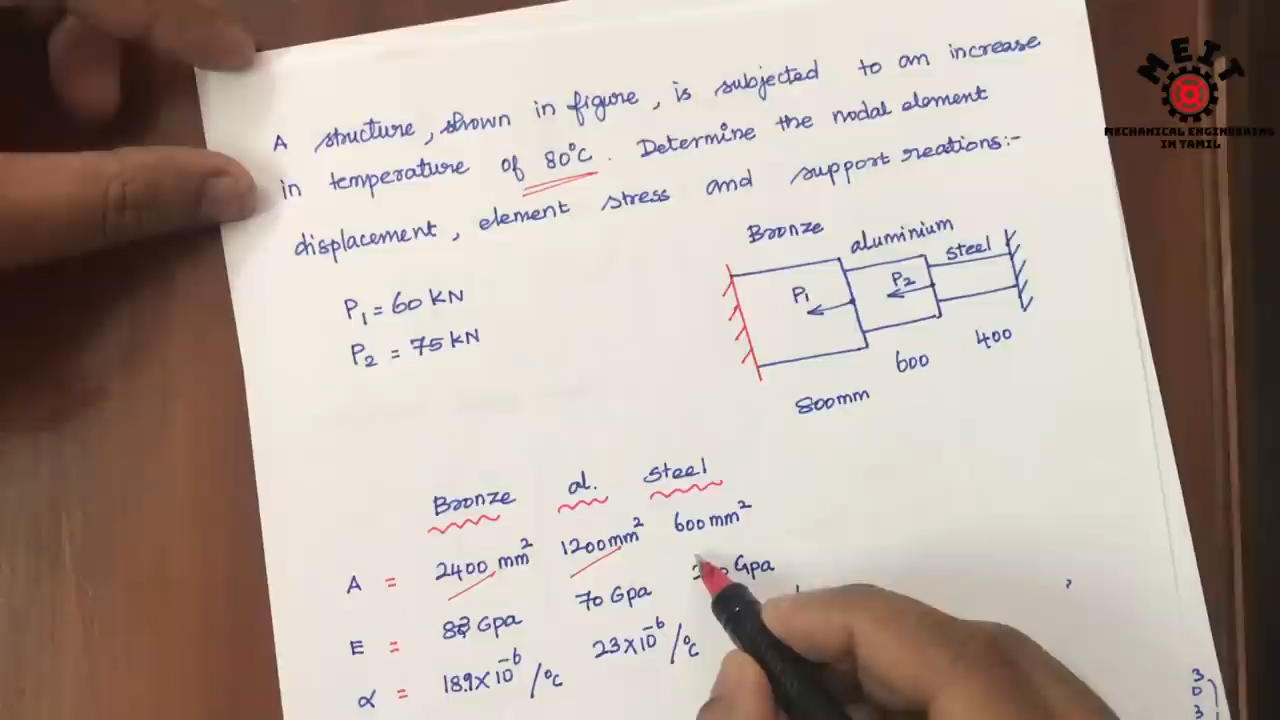 MEIT
MECHANICAL ENGINEERING
IN TAMIL
A structure, shown in figure, is subjected to an increase
in temperature of 80°C. Determine the nodal element
displacement, element stress and support reations:-
P₁ = 60 kN
P₂ = 75 kN
Bronze aluminium steel
P₁ P₂
800mm 600 400
Bronze al. steel
A = 2400 mm² 1200mm² 600mm²
E = 83 Gpa 70 Gpa Gpa
α = 18.9×10⁻⁶/°C 23×10⁻⁶/°C